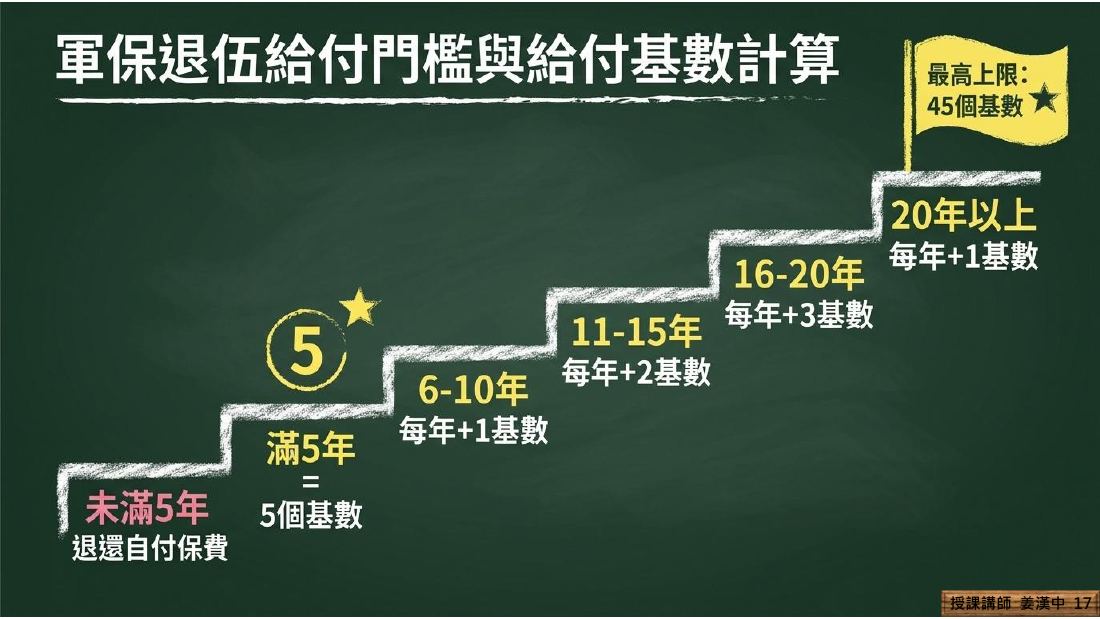 軍保退伍給付門檻與給付基數計算
最高上限：
45個基數
20年以上
每年+1基數
16-20年
每年+3基數
11-15年
每年+2基數
5
6-10年
每年+1基數
滿5年
=
5個基數
未滿5年
退還自付保費
授課講師 姜漢中 17